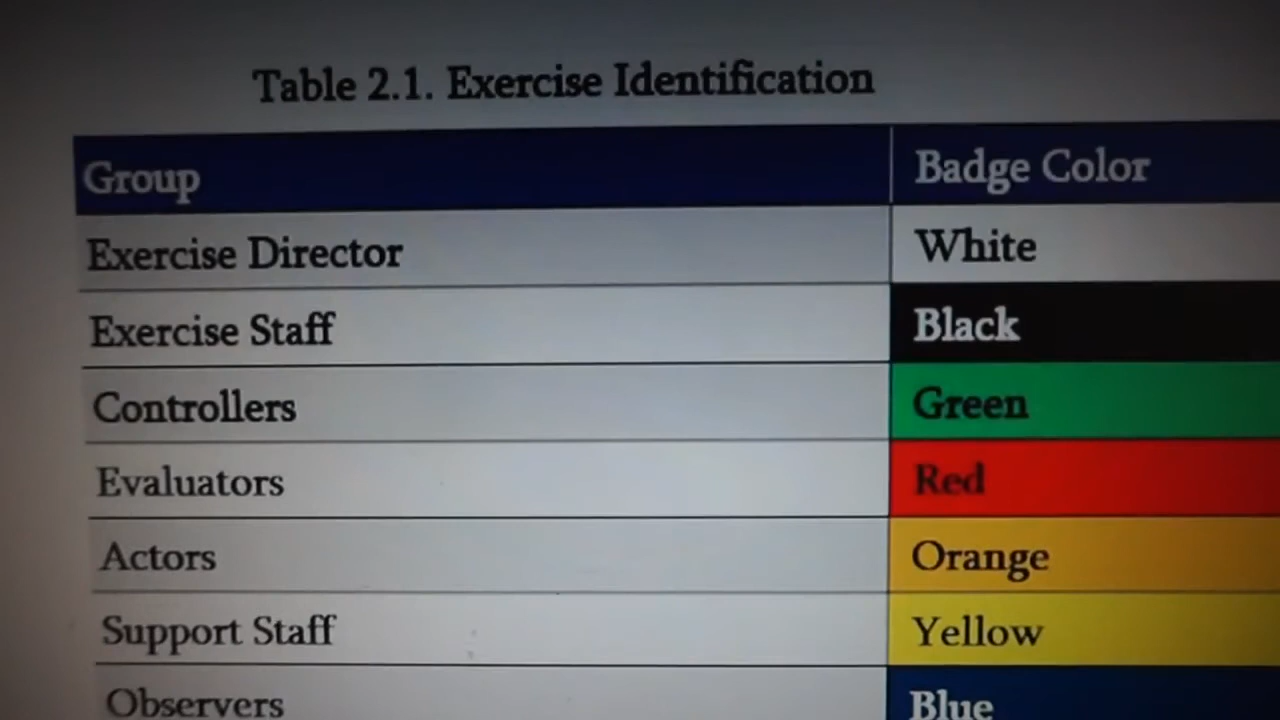 Table 2.1. Exercise Identification
Group Badge Color
Exercise Director White
Exercise Staff Black
Controllers Green
Evaluators Red
Actors Orange
Support Staff Yellow
Observers Blue